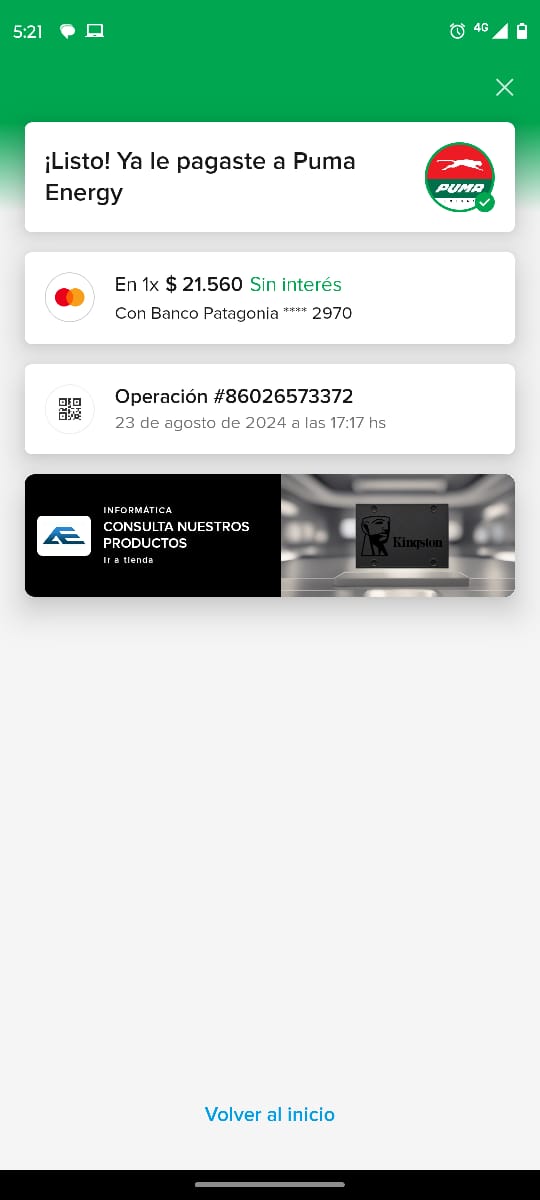 5:21
4G
¡Listo! Ya le pagaste a Puma
Energy
PUMA
En 1x $ 21.560 Sin interés
Con Banco Patagonia **** 2970
Operación #86026573372
23 de agosto de 2024 a las 17:17 hs
INFORMÁTICA
CONSULTA NUESTROS
PRODUCTOS
Ir a tienda
Kingston
Volver al inicio